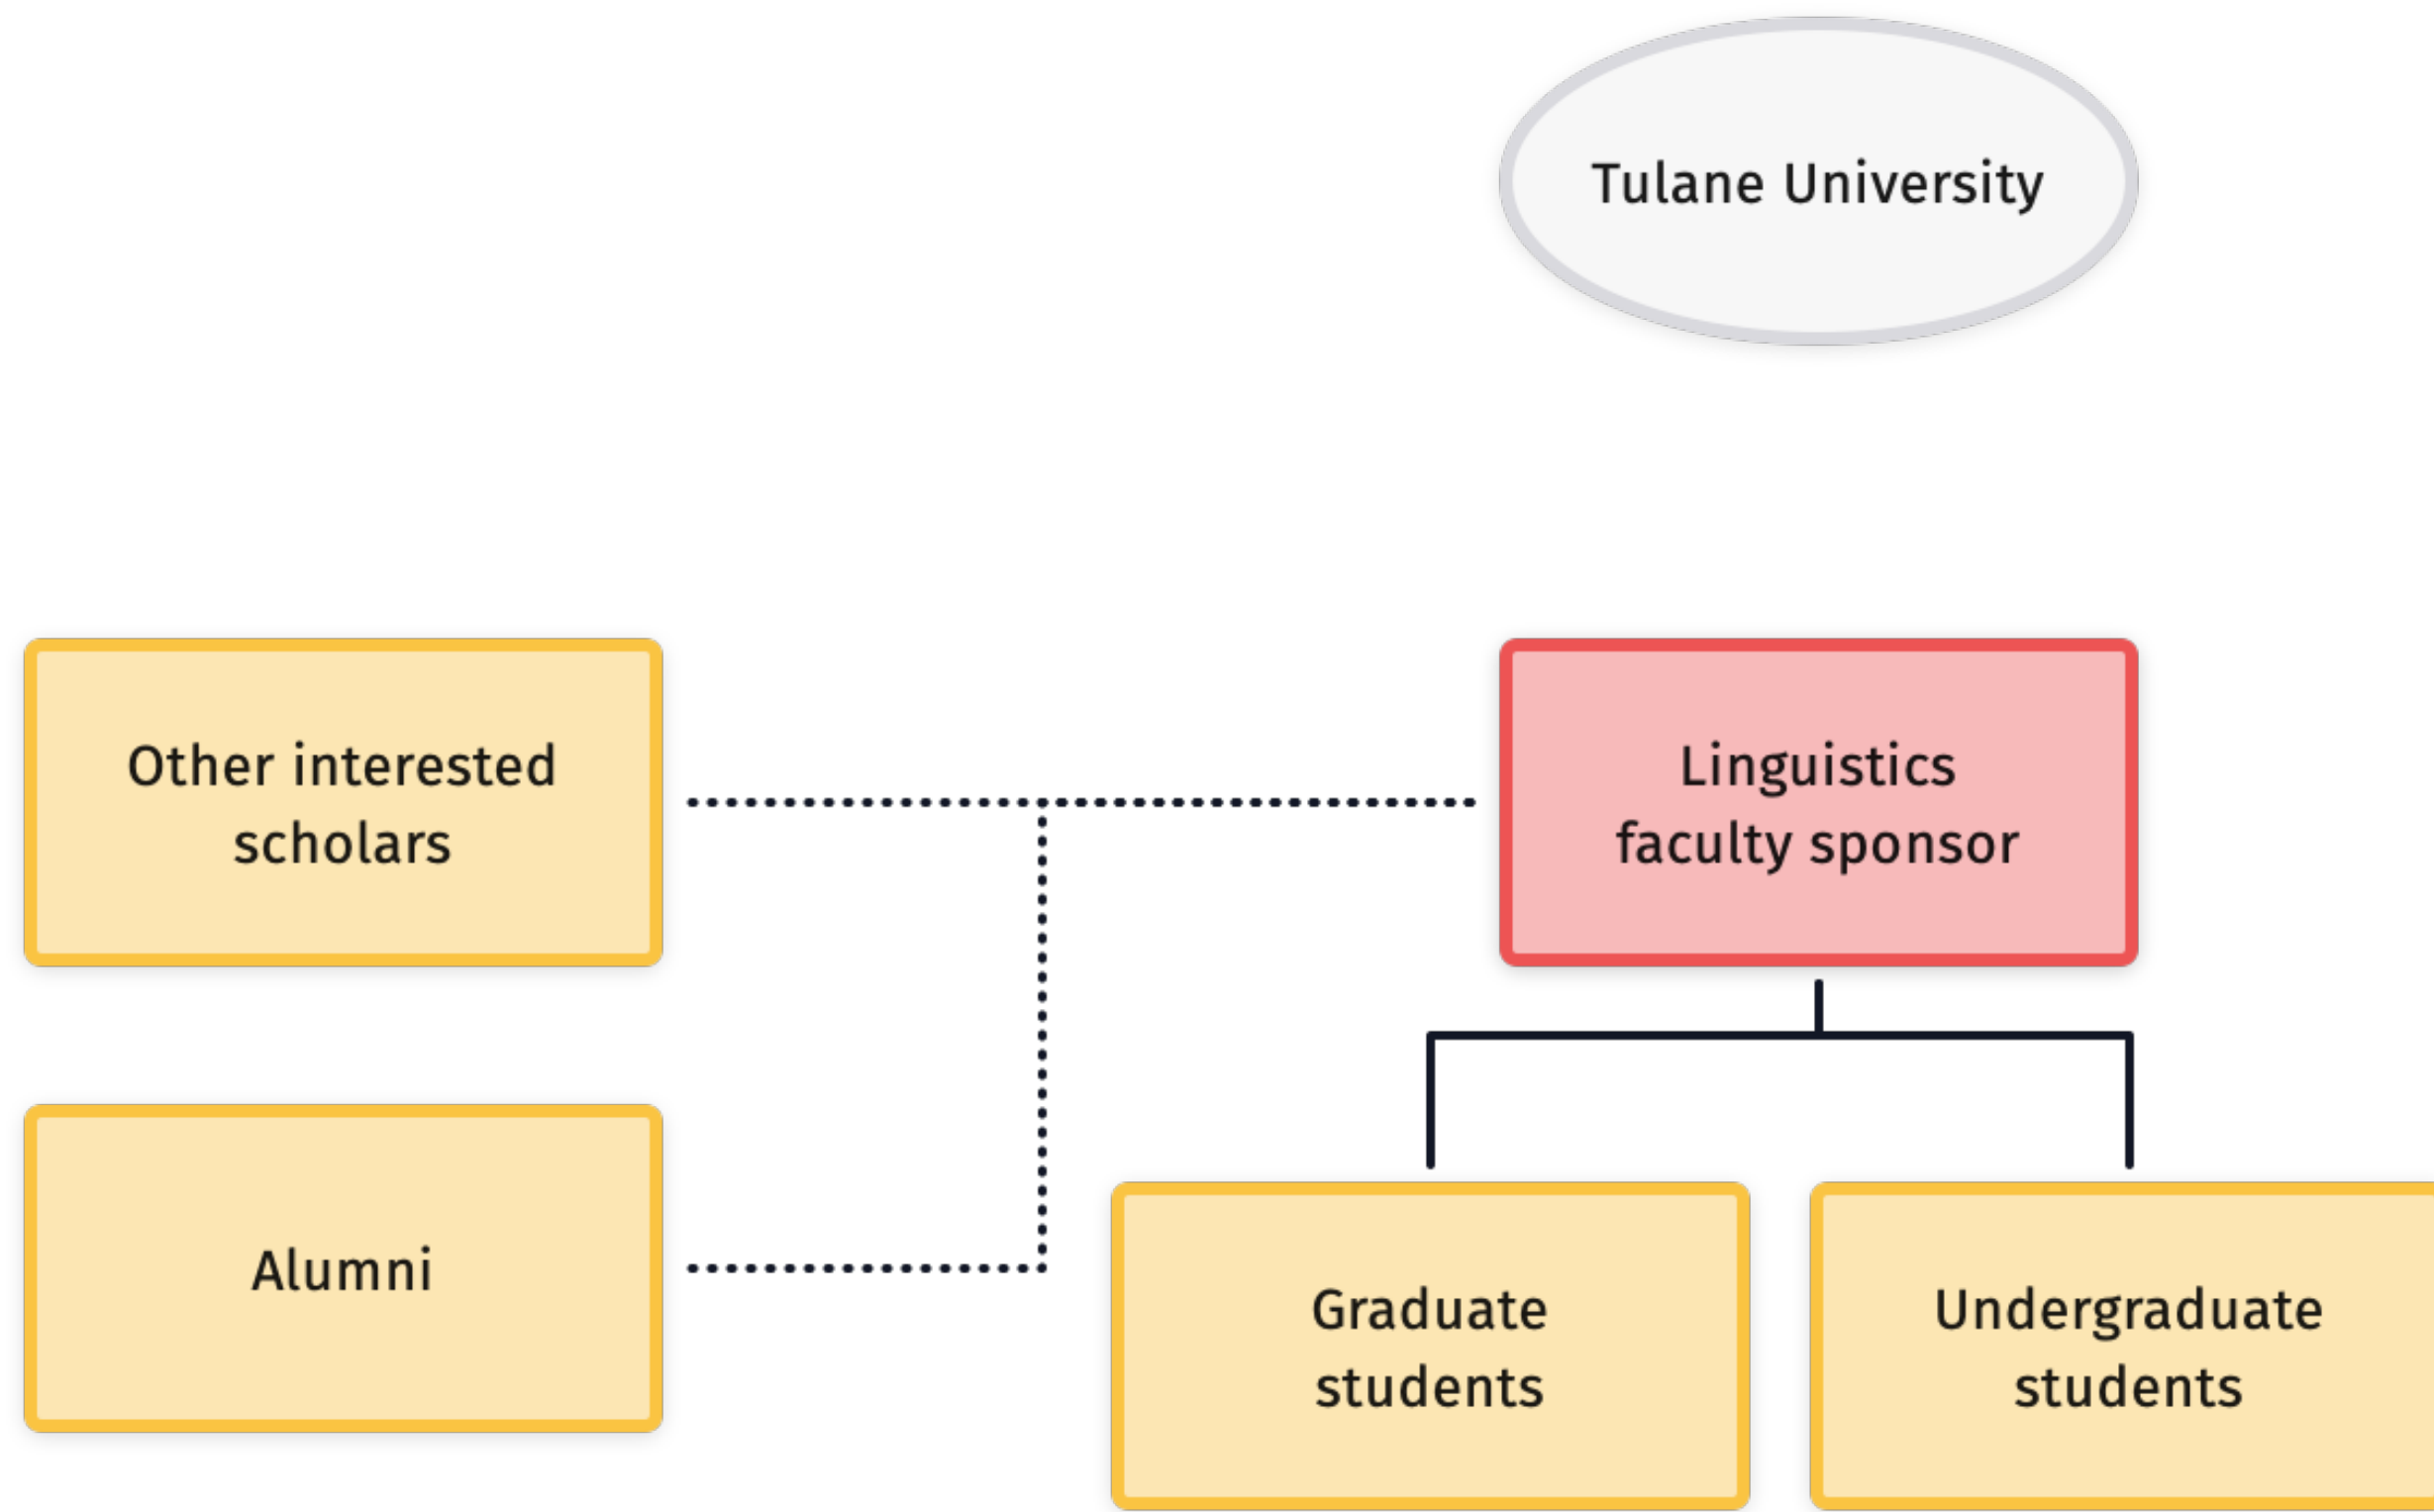 Tulane University
Other interested
scholars
Linguistics
faculty sponsor
Alumni
Graduate
students
Undergraduate
students